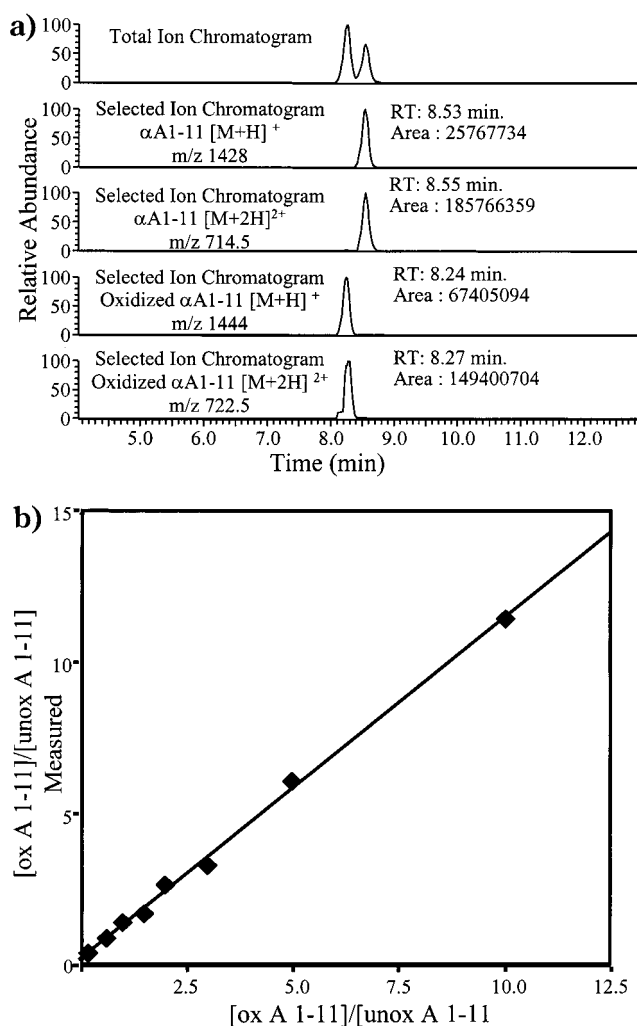 a)
100
50
0
Total Ion Chromatogram
100
50
0
Selected Ion Chromatogram
αA1-11 [M+H] +
m/z 1428
RT: 8.53 min.
Area : 25767734
100
50
0
Selected Ion Chromatogram
αA1-11 [M+2H]2+
m/z 714.5
RT: 8.55 min.
Area : 185766359
100
50
0
Selected Ion Chromatogram
Oxidized αA1-11 [M+H] +
m/z 1444
RT: 8.24 min.
Area : 67405094
100
50
0
Selected Ion Chromatogram
Oxidized αA1-11 [M+2H] 2+
m/z 722.5
RT: 8.27 min.
Area : 149400704
Relative Abundance
5.0 6.0 7.0 8.0 9.0 10.0 11.0 12.0
Time (min)
b)
15
10
5
0
[ox A 1-11]/[unox A 1-11]
Measured
2.5 5.0 7.5 10.0 12.5
[ox A 1-11]/[unox A 1-11